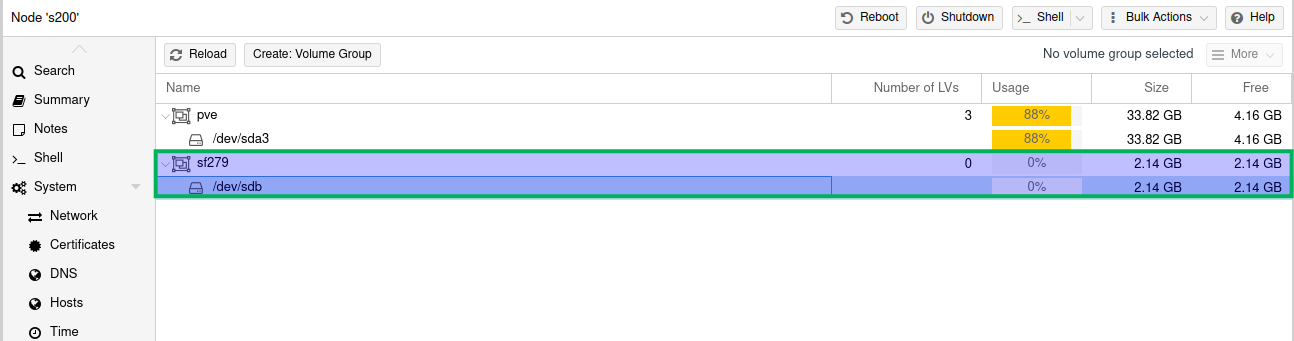 Node 's200'
Reboot
Shutdown
Shell
Bulk Actions
Help
Search
Summary
Notes
Shell
System
Network
Certificates
DNS
Hosts
Time
Reload
Create: Volume Group
No volume group selected
More
Name Number of LVs Usage Size Free
pve 3 88% 33.82 GB 4.16 GB
/dev/sda3 88% 33.82 GB 4.16 GB
sf279 0 0% 2.14 GB 2.14 GB
/dev/sdb 0% 2.14 GB 2.14 GB